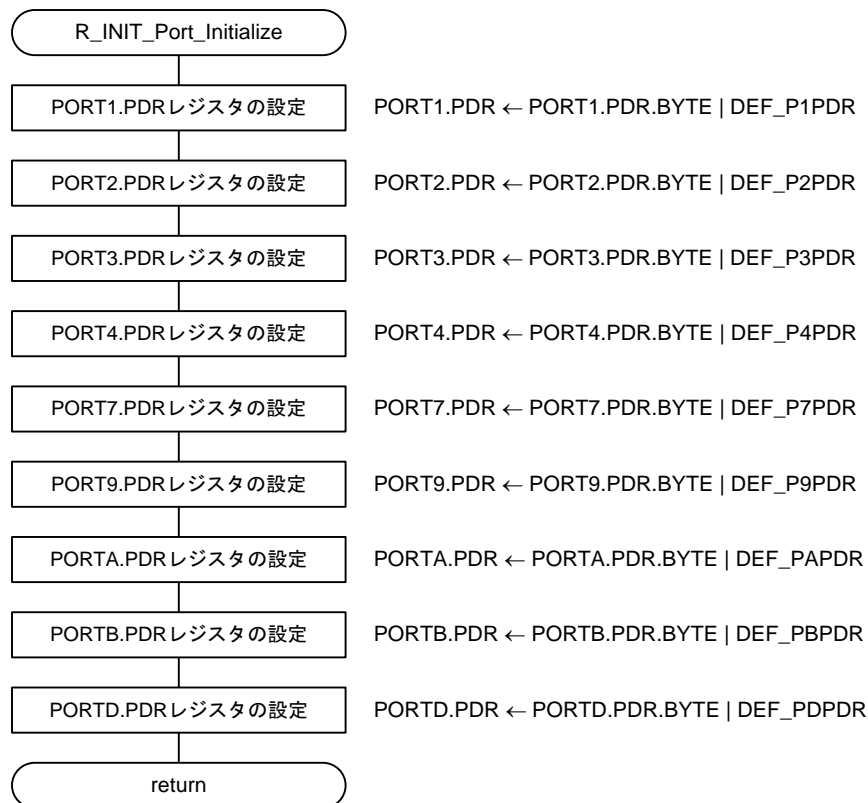 R_INIT_Port_Initialize
PORT1.PDRレジスタの設定 PORT1.PDR ← PORT1.PDR.BYTE | DEF_P1PDR
PORT2.PDRレジスタの設定 PORT2.PDR ← PORT2.PDR.BYTE | DEF_P2PDR
PORT3.PDRレジスタの設定 PORT3.PDR ← PORT3.PDR.BYTE | DEF_P3PDR
PORT4.PDRレジスタの設定 PORT4.PDR ← PORT4.PDR.BYTE | DEF_P4PDR
PORT7.PDRレジスタの設定 PORT7.PDR ← PORT7.PDR.BYTE | DEF_P7PDR
PORT9.PDRレジスタの設定 PORT9.PDR ← PORT9.PDR.BYTE | DEF_P9PDR
PORTA.PDRレジスタの設定 PORTA.PDR ← PORTA.PDR.BYTE | DEF_PAPDR
PORTB.PDRレジスタの設定 PORTB.PDR ← PORTB.PDR.BYTE | DEF_PBPDR
PORTD.PDRレジスタの設定 PORTD.PDR ← PORTD.PDR.BYTE | DEF_PDPDR
return